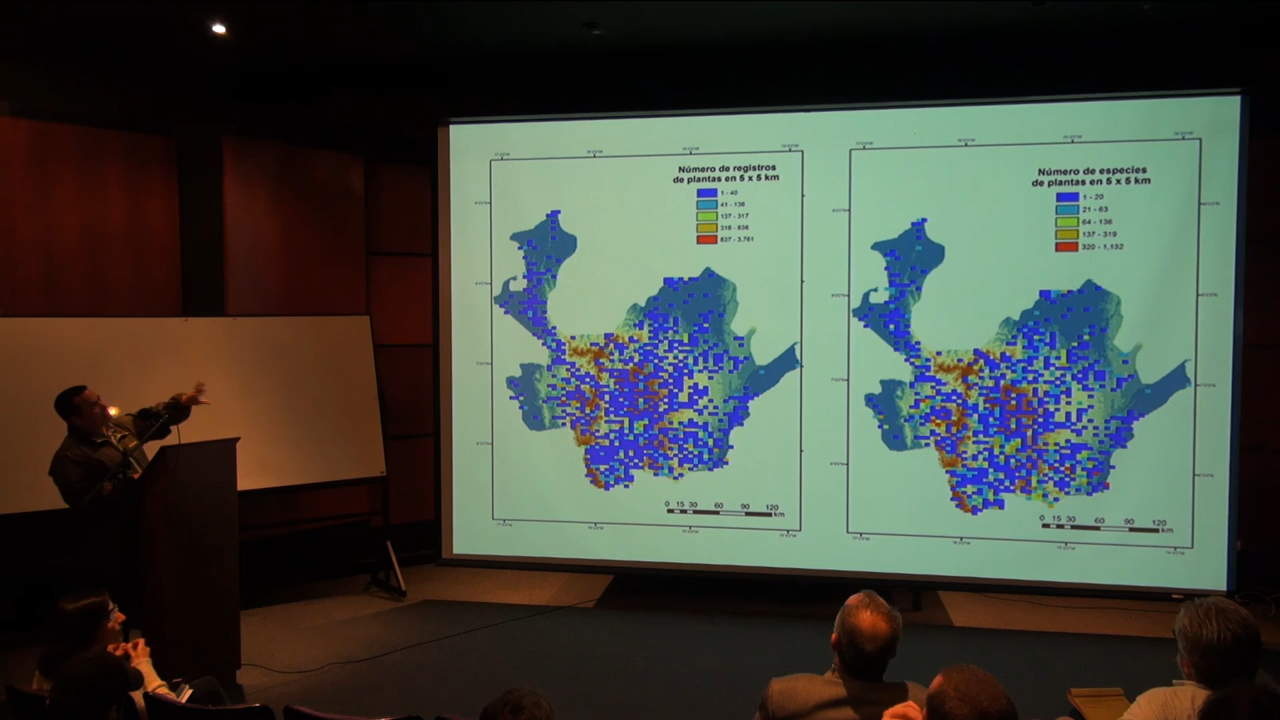 Número de registros
de plantas en 5 x 5 km
1 - 40
41 - 136
137 - 317
318 - 836
837 - 3,761
0 15 30 60 90 120
km
Número de especies
de plantas en 5 x 5 km
1 - 20
21 - 63
64 - 136
137 - 319
320 - 1,132
0 15 30 60 90 120
km